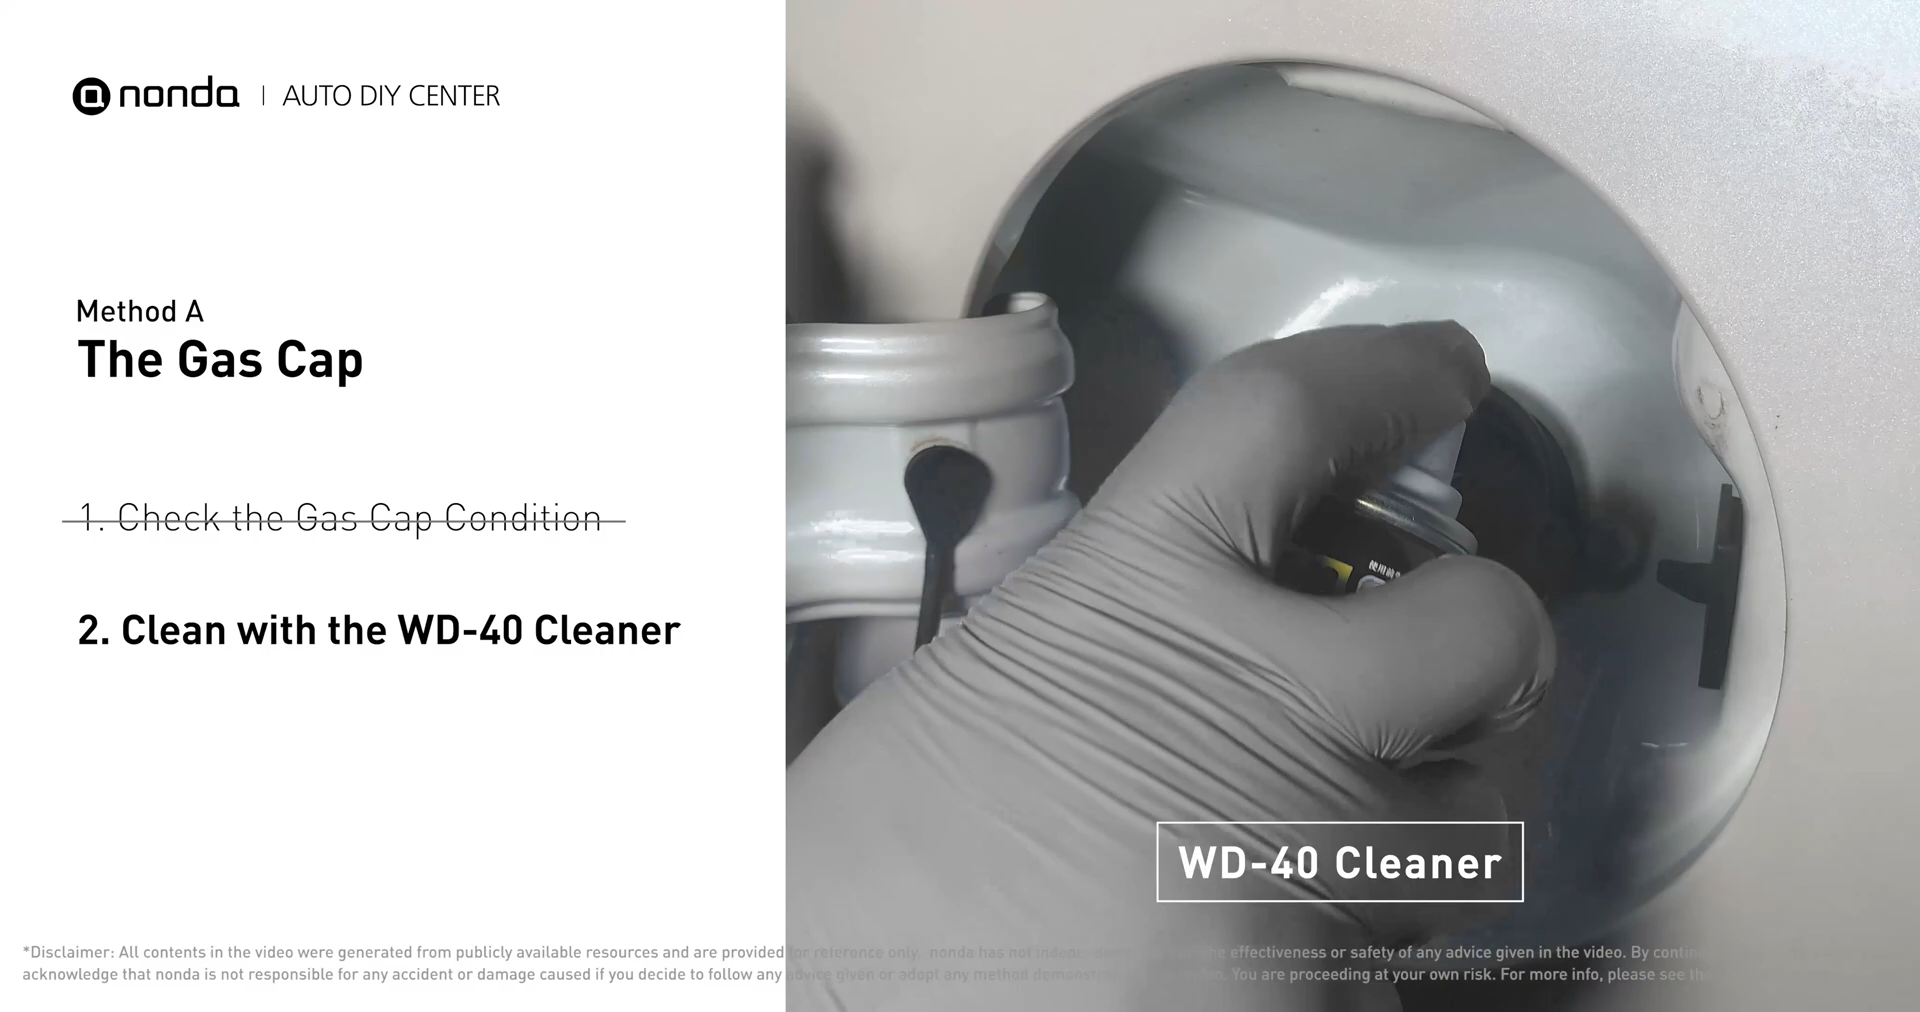 nonda | AUTO DIY CENTER
Method A
The Gas Cap
1. Check the Gas Cap Condition
2. Clean with the WD-40 Cleaner
使用前
WD-40 Cleaner
*Disclaimer: All contents in the video were generated from publicly available resources and are provided for reference only. nonda has not effectiveness or safety of any advice given in the video. By
acknowledge that nonda is not responsible for any accident or damage caused if you decide to follow any advice given or adopt any method You are proceeding at your own risk. For more info, please see